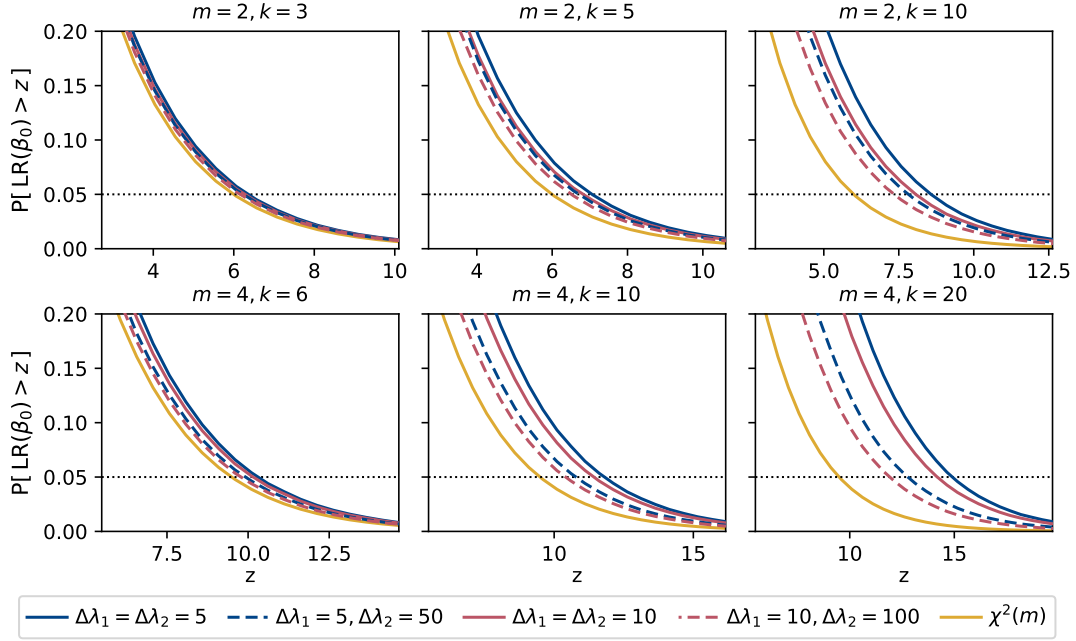 m = 2, k = 3
m = 2, k = 5
m = 2, k = 10
P[ LR(β₀) > z ]
0.20
0.15
0.10
0.05
0.00
4 6 8 10
4 6 8 10
5.0 7.5 10.0 12.5
m = 4, k = 6
m = 4, k = 10
m = 4, k = 20
P[ LR(β₀) > z ]
0.20
0.15
0.10
0.05
0.00
7.5 10.0 12.5
10 15
10 15
z
z
z
Δλ₁ = Δλ₂ = 5
Δλ₁ = 5, Δλ₂ = 50
Δλ₁ = Δλ₂ = 10
Δλ₁ = 10, Δλ₂ = 100
χ²(m)